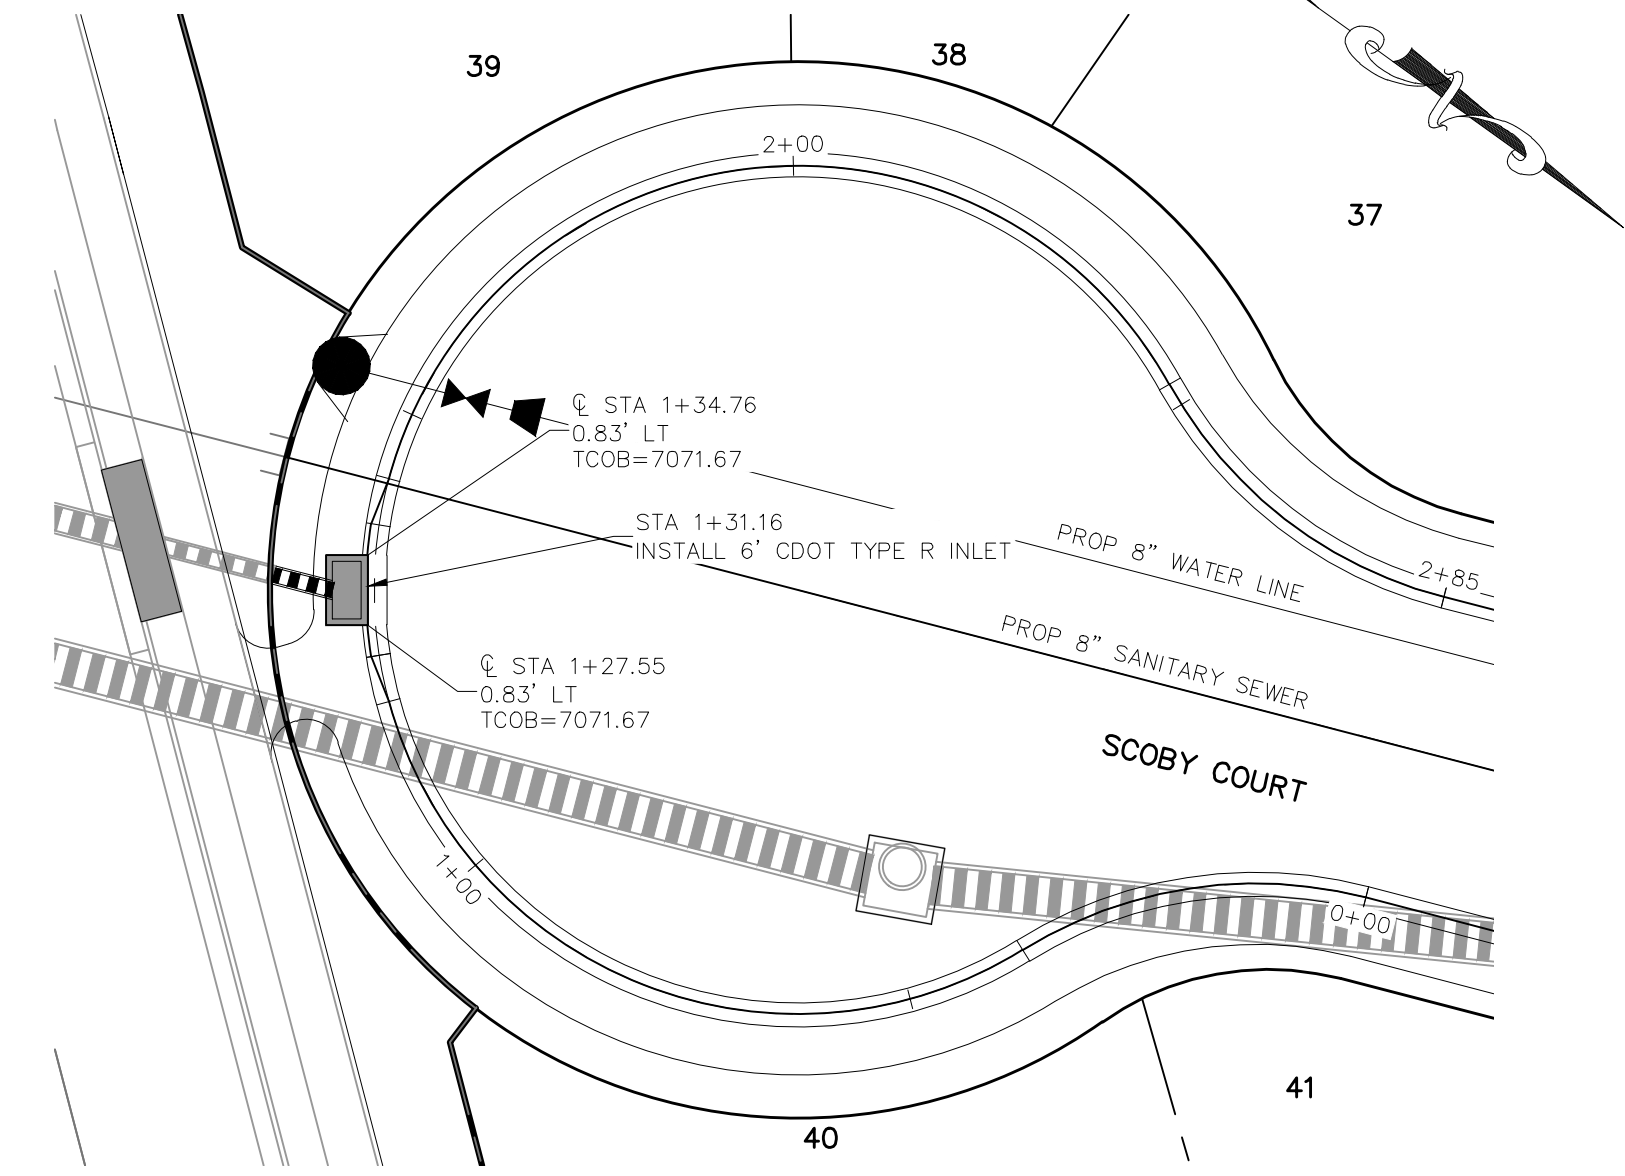 39
38
37
2+00
℄ STA 1+34.76
0.83' LT
TCOB=7071.67
STA 1+31.16
INSTALL 6' CDOT TYPE R INLET
PROP 8" WATER LINE
2+85
PROP 8" SANITARY SEWER
℄ STA 1+27.55
0.83' LT
TCOB=7071.67
SCOBY COURT
1+00
0+00
41
40